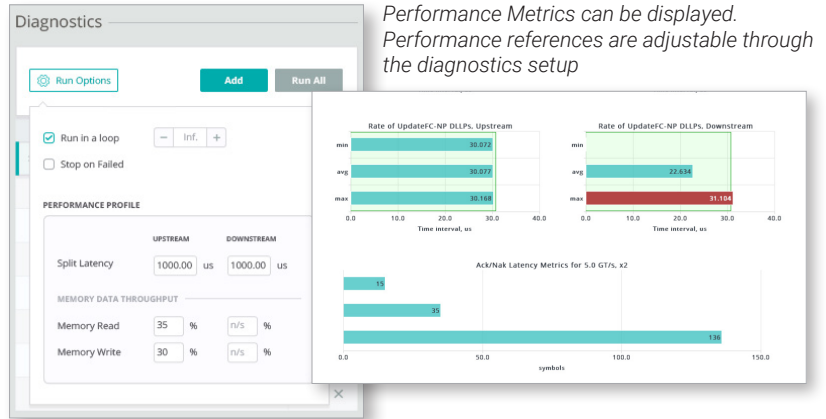 Diagnostics
Performance Metrics can be displayed.
Performance references are adjustable through
the diagnostics setup
Run Options
Add
Run All
Run in a loop
− Inf. +
Stop on Failed
PERFORMANCE PROFILE
UPSTREAM DOWNSTREAM
Split Latency 1000.00 us 1000.00 us
MEMORY DATA THROUGHPUT
Memory Read 35 % n/s %
Memory Write 30 % n/s %
Rate of UpdateFC-NP DLLPs, Upstream
min 30.072
avg 30.077
max 30.168
0.0 10.0 20.0 30.0 40.0
Time interval, us
Rate of UpdateFC-NP DLLPs, Downstream
min
avg 22.634
max 31.104
0.0 10.0 20.0 30.0 40.0
Time interval, us
Ack/Nak Latency Metrics for 5.0 GT/s, x2
15
35
136
0.0 50.0 100.0 150.0
symbols